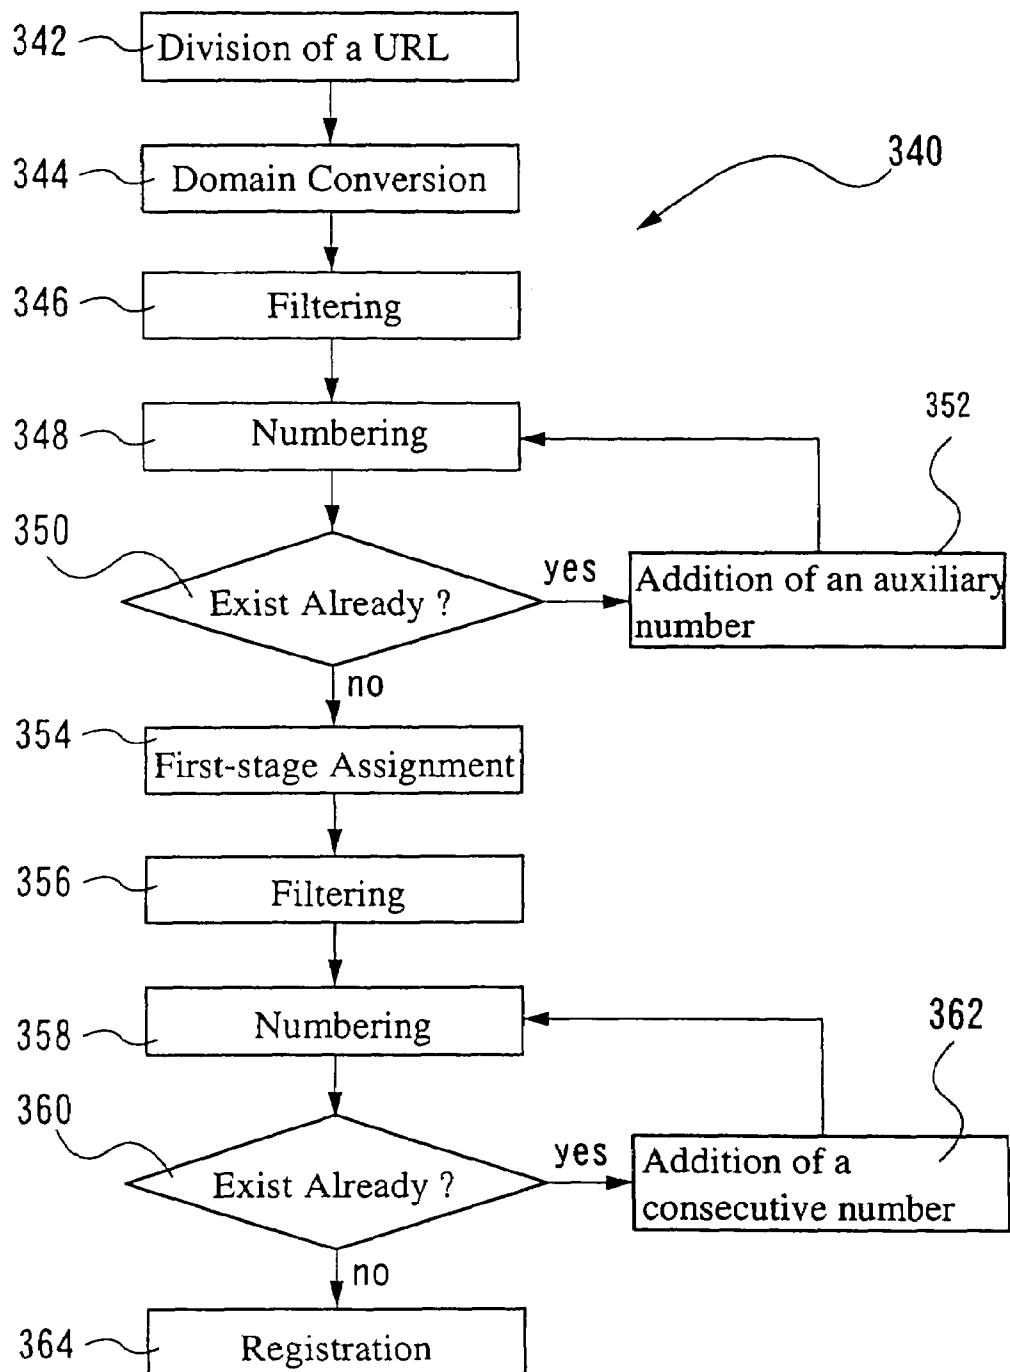 342
Division of a URL
344
Domain Conversion
340
346
Filtering
348
Numbering
352
350
Exist Already ?
yes
Addition of an auxiliary
number
no
354
First-stage Assignment
356
Filtering
358
Numbering
362
360
Exist Already ?
yes
Addition of a
consecutive number
no
364
Registration